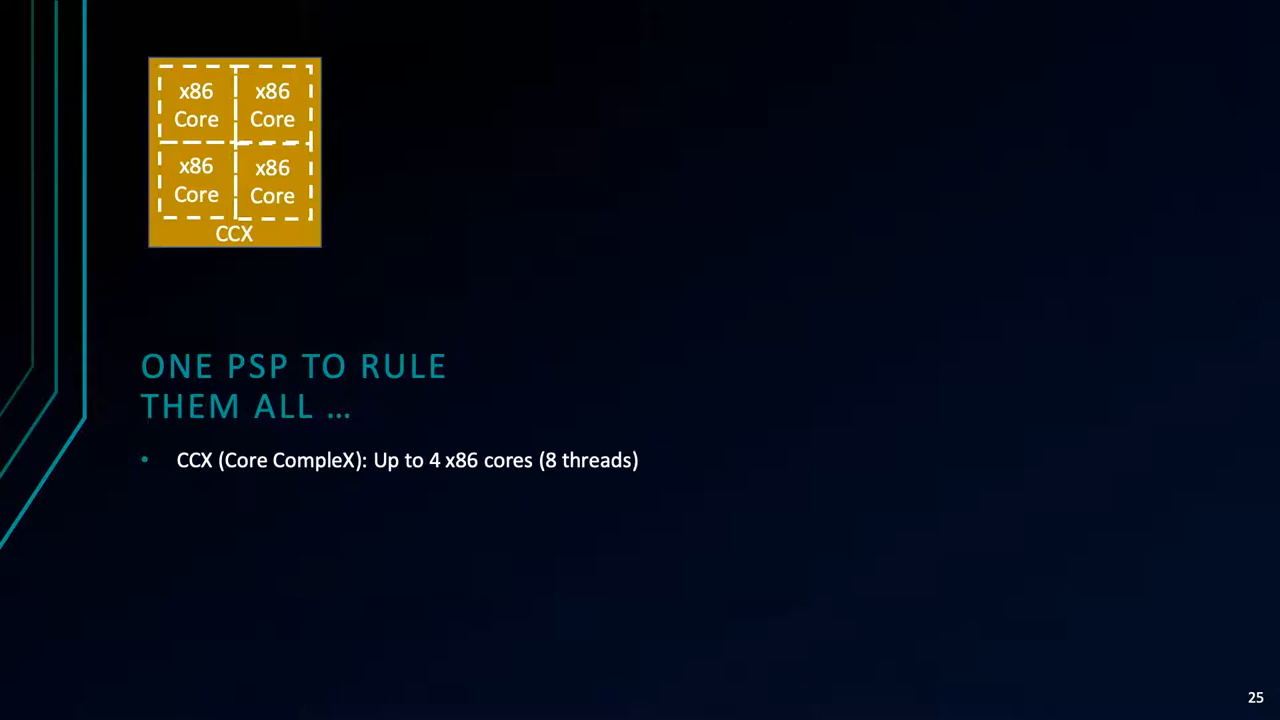 x86
Core
x86
Core
x86
Core
x86
Core
CCX
ONE PSP TO RULE
THEM ALL …
• CCX (Core CompleX): Up to 4 x86 cores (8 threads)
25